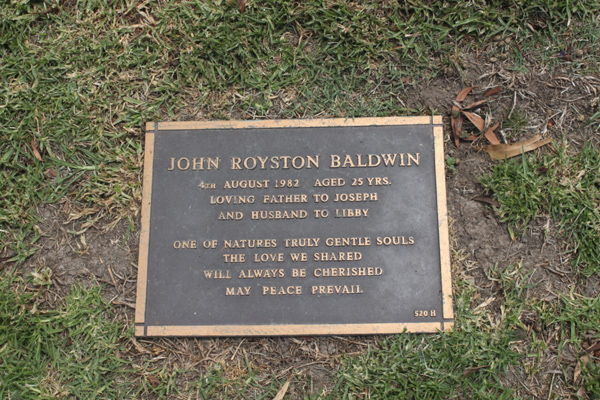 JOHN ROYSTON BALDWIN
4TH AUGUST 1982 AGED 25 YRS.
LOVING FATHER TO JOSEPH
AND HUSBAND TO LIBBY
ONE OF NATURES TRULY GENTLE SOULS
THE LOVE WE SHARED
WILL ALWAYS BE CHERISHED
MAY PEACE PREVAIL
520 H